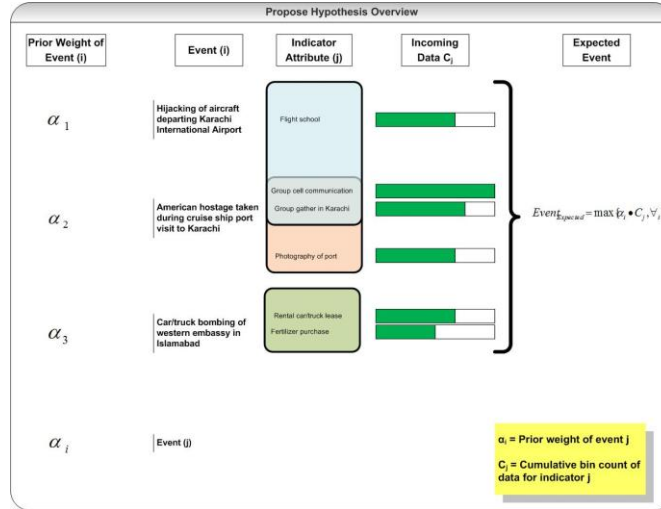 Propose Hypothesis Overview
Prior Weight of
Event (i)
Event (i)
Indicator
Attribute (j)
Incoming
Data Cj
Expected
Event
α1
Hijacking of aircraft
departing Karachi
International Airport
Flight school
α2
American hostage taken
during cruise ship port
visit to Karachi
Group cell communication
Group gather in Karachi
Photography of port
EventExpected = max{αi • Cj, ∀i
α3
Car/truck bombing of
western embassy in
Islamabad
Rental car/truck lease
Fertilizer purchase
αi
Event (j)
αi = Prior weight of event j
Cj = Cumulative bin count of
data for indicator j